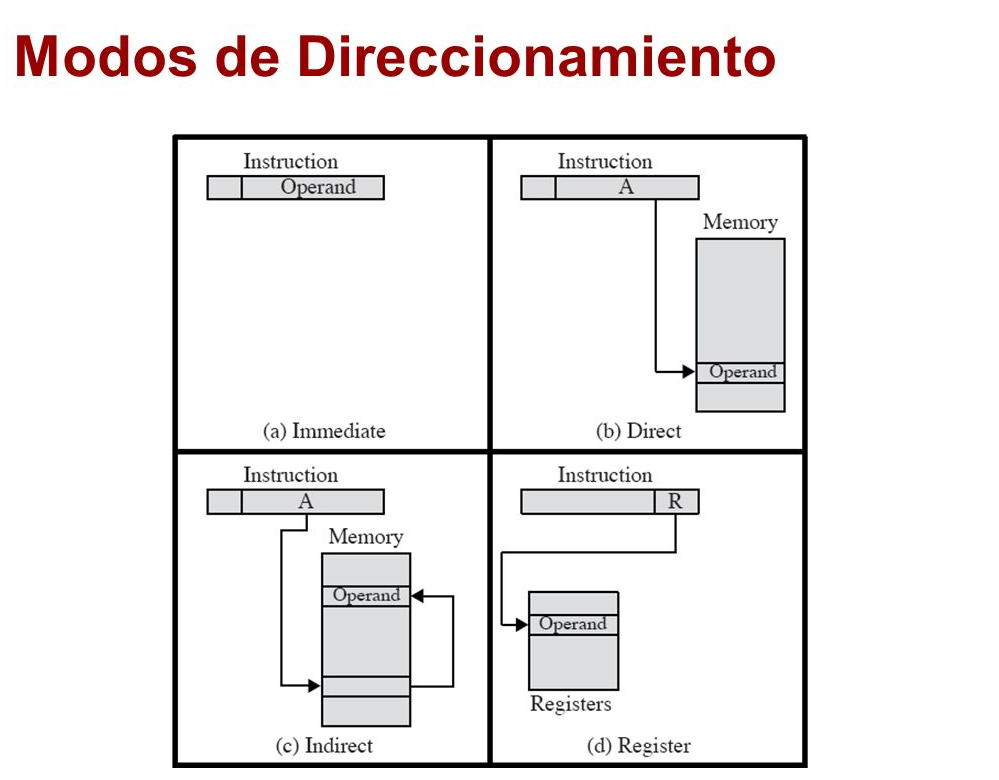 Modos de Direccionamiento
Instruction
Operand
(a) Immediate
Instruction
A
Memory
Operand
(b) Direct
Instruction
A
Memory
Operand
(c) Indirect
Instruction
R
Operand
Registers
(d) Register